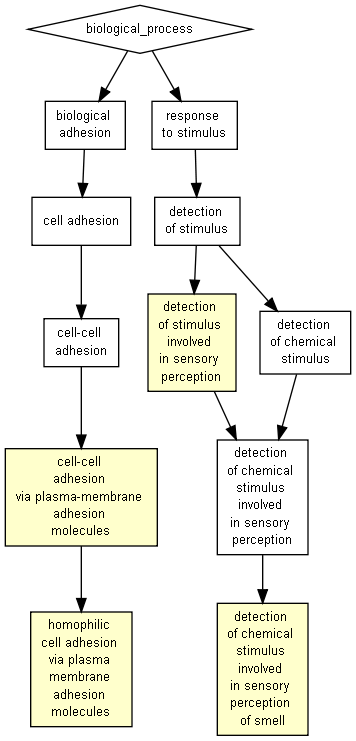 biological_process
biological
adhesion
response
to stimulus
cell adhesion
detection
of stimulus
cell-cell
adhesion
detection
of stimulus
involved
in sensory
perception
detection
of chemical
stimulus
cell-cell
adhesion
via plasma-membrane
adhesion
molecules
detection
of chemical
stimulus
involved
in sensory
perception
homophilic
cell adhesion
via plasma
membrane
adhesion
molecules
detection
of chemical
stimulus
involved
in sensory
perception
of smell